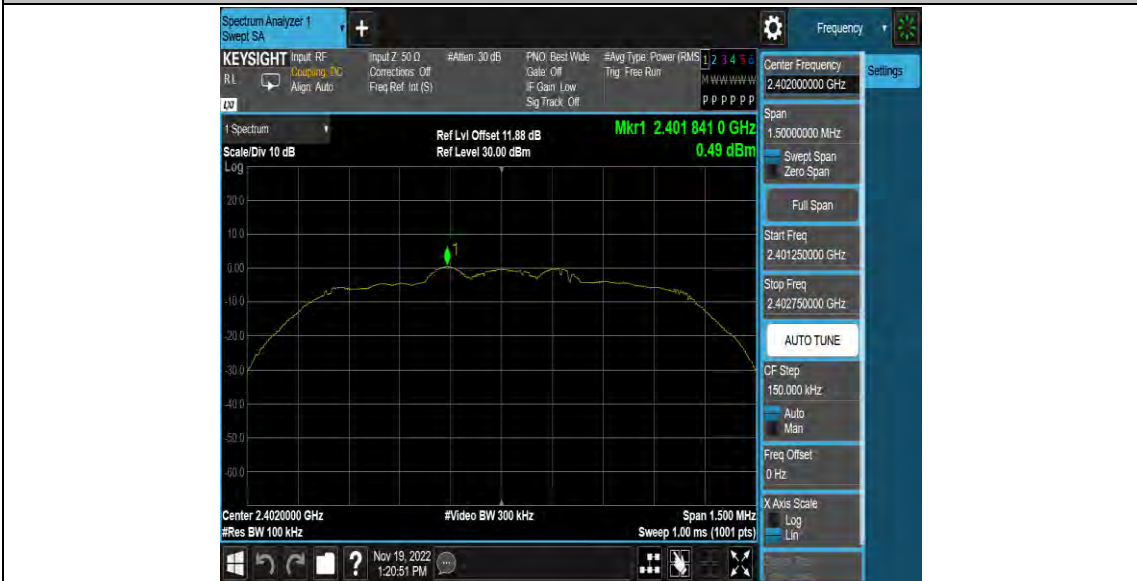 Spectrum Analyzer 1
Swept SA
+
Frequency
KEYSIGHT
RL
LXI
Input: RF
Coupling: DC
Align: Auto
Input Z: 50 Ω
Corrections: Off
Freq Ref: Int (S)
#Atten: 30 dB
PNO: Best Wide
Gate: Off
IF Gain: Low
Sig Track: Off
#Avg Type: Power (RMS
Trig: Free Run
1 2 3 4 5 6
M W W W W W
P P P P P P
Center Frequency
2.402000000 GHz
Settings
Span
1.50000000 MHz
Swept Span
Zero Span
Full Span
Start Freq
2.401250000 GHz
Stop Freq
2.402750000 GHz
AUTO TUNE
CF Step
150.000 kHz
Auto
Man
Freq Offset
0 Hz
X Axis Scale
Log
Lin
1 Spectrum
Scale/Div 10 dB
Log
Ref Lvl Offset 11.88 dB
Ref Level 30.00 dBm
Mkr1 2.401 841 0 GHz
0.49 dBm
20.0
10.0
0.00
-10.0
-20.0
-30.0
-40.0
-50.0
-60.0
1
Center 2.4020000 GHz
#Res BW 100 kHz
#Video BW 300 kHz
Span 1.500 MHz
Sweep 1.00 ms (1001 pts)
?
Nov 19, 2022
1:20:51 PM